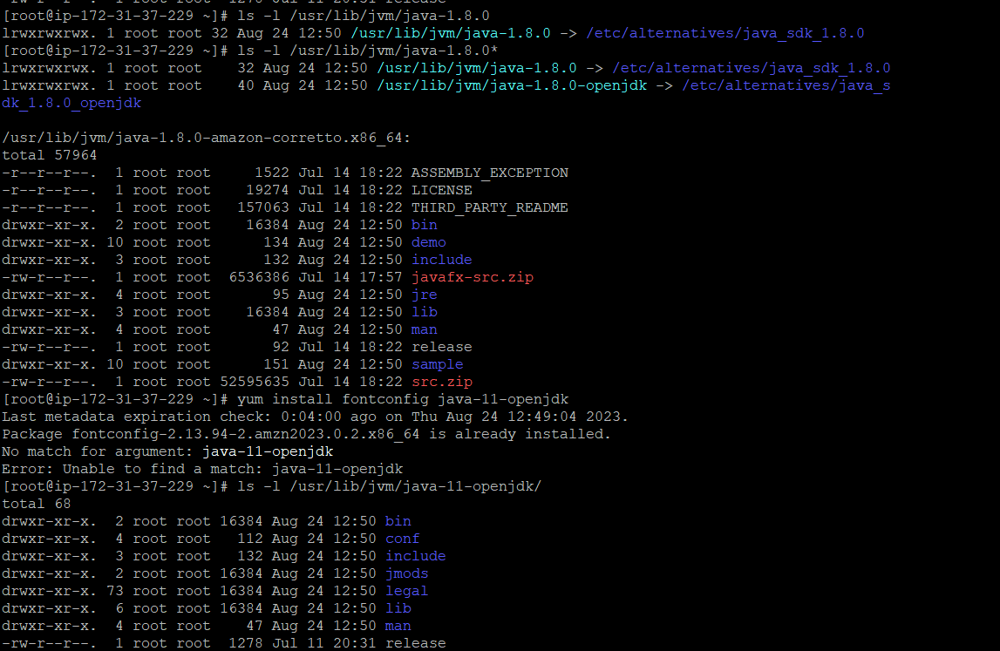 [root@ip-172-31-37-229 ~]# ls -l /usr/lib/jvm/java-1.8.0
lrwxrwxrwx. 1 root root 32 Aug 24 12:50 /usr/lib/jvm/java-1.8.0 -> /etc/alternatives/java_sdk_1.8.0
[root@ip-172-31-37-229 ~]# ls -l /usr/lib/jvm/java-1.8.0*
lrwxrwxrwx. 1 root root    32 Aug 24 12:50 /usr/lib/jvm/java-1.8.0 -> /etc/alternatives/java_sdk_1.8.0
lrwxrwxrwx. 1 root root    40 Aug 24 12:50 /usr/lib/jvm/java-1.8.0-openjdk -> /etc/alternatives/java_s
dk_1.8.0_openjdk
/usr/lib/jvm/java-1.8.0-amazon-corretto.x86_64:
total 57964
-r--r--r--.  1 root root     1522 Jul 14 18:22 ASSEMBLY_EXCEPTION
-r--r--r--.  1 root root    19274 Jul 14 18:22 LICENSE
-r--r--r--.  1 root root   157063 Jul 14 18:22 THIRD_PARTY_README
drwxr-xr-x.  2 root root    16384 Aug 24 12:50 bin
drwxr-xr-x. 10 root root      134 Aug 24 12:50 demo
drwxr-xr-x.  3 root root      132 Aug 24 12:50 include
-rw-r--r--.  1 root root  6536386 Jul 14 17:57 javafx-src.zip
drwxr-xr-x.  4 root root       95 Aug 24 12:50 jre
drwxr-xr-x.  3 root root    16384 Aug 24 12:50 lib
drwxr-xr-x.  4 root root       47 Aug 24 12:50 man
-rw-r--r--.  1 root root       92 Jul 14 18:22 release
drwxr-xr-x. 10 root root      151 Aug 24 12:50 sample
-rw-r--r--.  1 root root 52595635 Jul 14 18:22 src.zip
[root@ip-172-31-37-229 ~]# yum install fontconfig java-11-openjdk
Last metadata expiration check: 0:04:00 ago on Thu Aug 24 12:49:04 2023.
Package fontconfig-2.13.94-2.amzn2023.0.2.x86_64 is already installed.
No match for argument: java-11-openjdk
Error: Unable to find a match: java-11-openjdk
[root@ip-172-31-37-229 ~]# ls -l /usr/lib/jvm/java-11-openjdk/
total 68
drwxr-xr-x.  2 root root 16384 Aug 24 12:50 bin
drwxr-xr-x.  4 root root   112 Aug 24 12:50 conf
drwxr-xr-x.  3 root root   132 Aug 24 12:50 include
drwxr-xr-x.  2 root root 16384 Aug 24 12:50 jmods
drwxr-xr-x. 73 root root 16384 Aug 24 12:50 legal
drwxr-xr-x.  6 root root 16384 Aug 24 12:50 lib
drwxr-xr-x.  4 root root    47 Aug 24 12:50 man
-rw-r--r--.  1 root root  1278 Jul 11 20:31 release